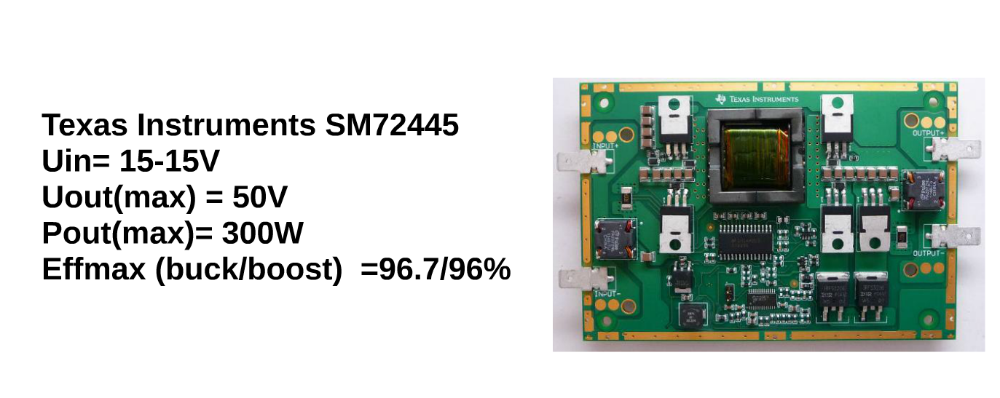 Texas Instruments SM72445
Uin= 15-15V
Uout(max) = 50V
Pout(max)= 300W
Effmax (buck/boost)  =96.7/96%
TEXAS INSTRUMENTS
INPUT+
OUTPUT+
OUTPUT-
INPUT-